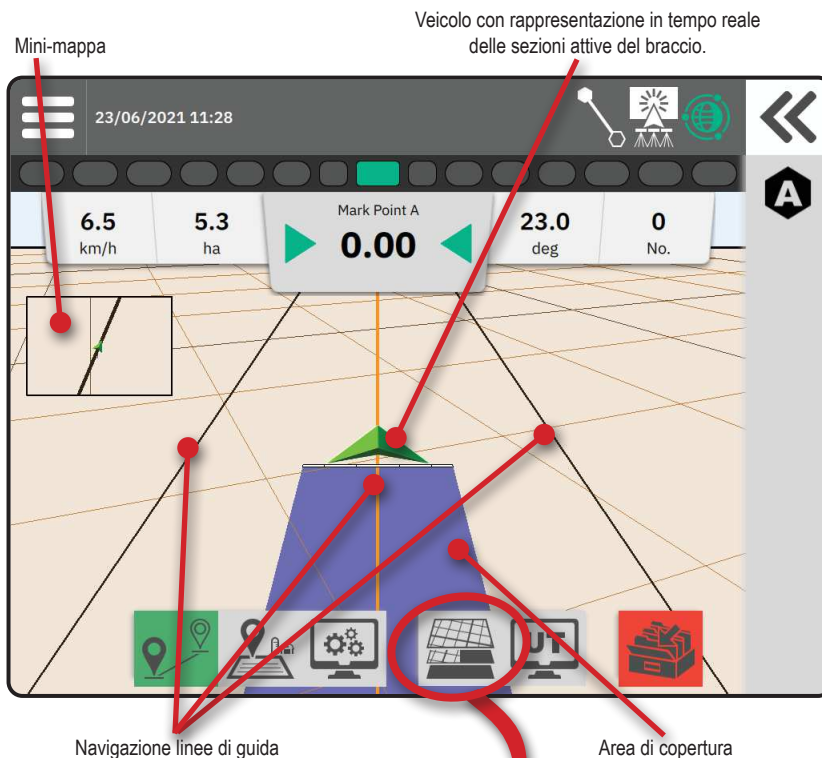 Veicolo con rappresentazione in tempo reale
delle sezioni attive del braccio.
Mini-mappa
23/06/2021 11:28
A
6.5
km/h
5.3
ha
Mark Point A
0.00
23.0
deg
0
No.
UT
Navigazione linee di guida
Area di copertura